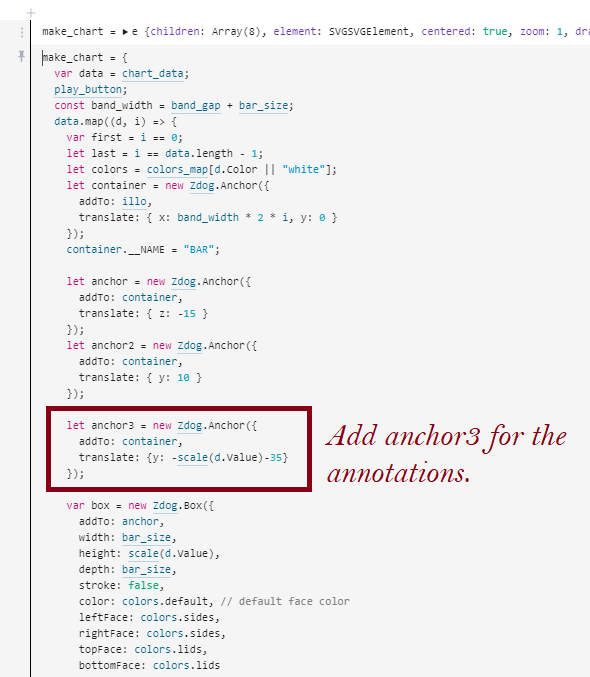 make_chart = ▶ e {children: Array(8), element: SVGSVGElement, centered: true, zoom: 1, dra
make_chart = {
  var data = chart_data;
  play_button;
  const band_width = band_gap + bar_size;
  data.map((d, i) => {
    var first = i == 0;
    let last = i == data.length - 1;
    let colors = colors_map[d.Color || "white"];
    let container = new Zdog.Anchor({
      addTo: illo,
      translate: { x: band_width * 2 * i, y: 0 }
    });
    container.__NAME = "BAR";
    let anchor = new Zdog.Anchor({
      addTo: container,
      translate: { z: -15 }
    });
    let anchor2 = new Zdog.Anchor({
      addTo: container,
      translate: { y: 10 }
    });
    let anchor3 = new Zdog.Anchor({
      addTo: container,
      translate: {y: -scale(d.Value)-35}
    });
Add anchor3 for the
annotations.
    var box = new Zdog.Box({
      addTo: anchor,
      width: bar_size,
      height: scale(d.Value),
      depth: bar_size,
      stroke: false,
      color: colors.default, // default face color
      leftFace: colors.sides,
      rightFace: colors.sides,
      topFace: colors.lids,
      bottomFace: colors.lids